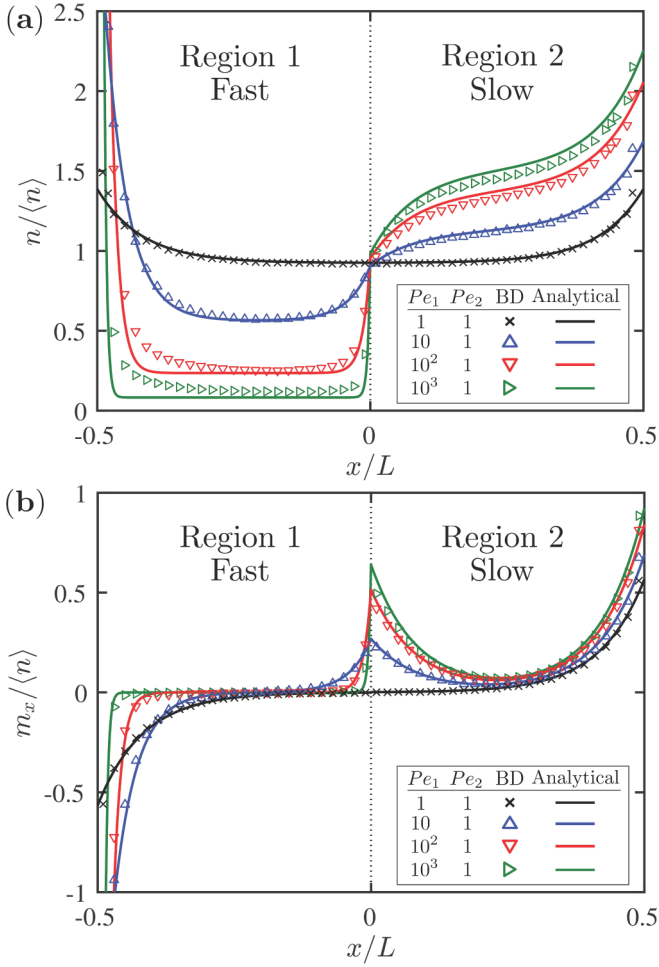 (a)
2.5
2
1.5
1
0.5
0
n/⟨n⟩
Region 1
Fast
Region 2
Slow
Pe₁ Pe₂ BD Analytical
1 1
10 1
10² 1
10³ 1
-0.5 0 0.5
x/L
(b)
1
0.5
0
-0.5
-1
mₓ/⟨n⟩
Region 1
Fast
Region 2
Slow
Pe₁ Pe₂ BD Analytical
1 1
10 1
10² 1
10³ 1
-0.5 0 0.5
x/L